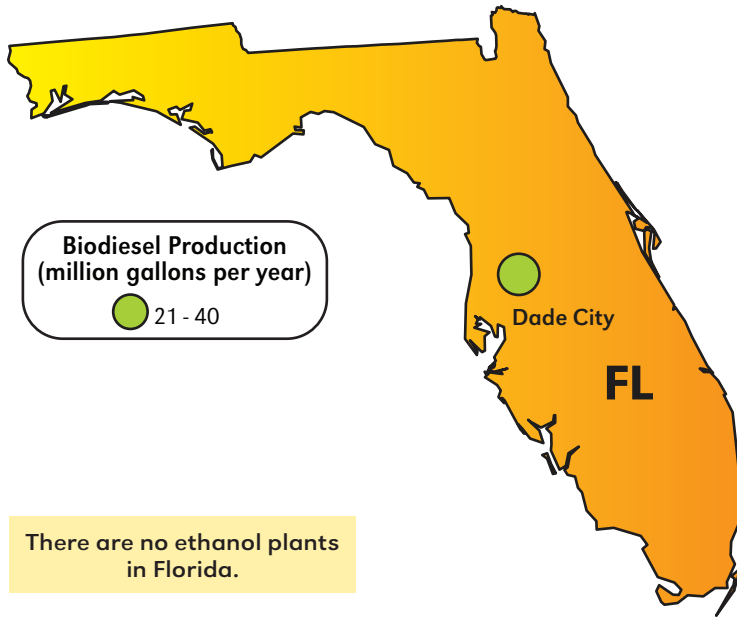 Biodiesel Production
(million gallons per year)
21 - 40
Dade City
FL
There are no ethanol plants
in Florida.